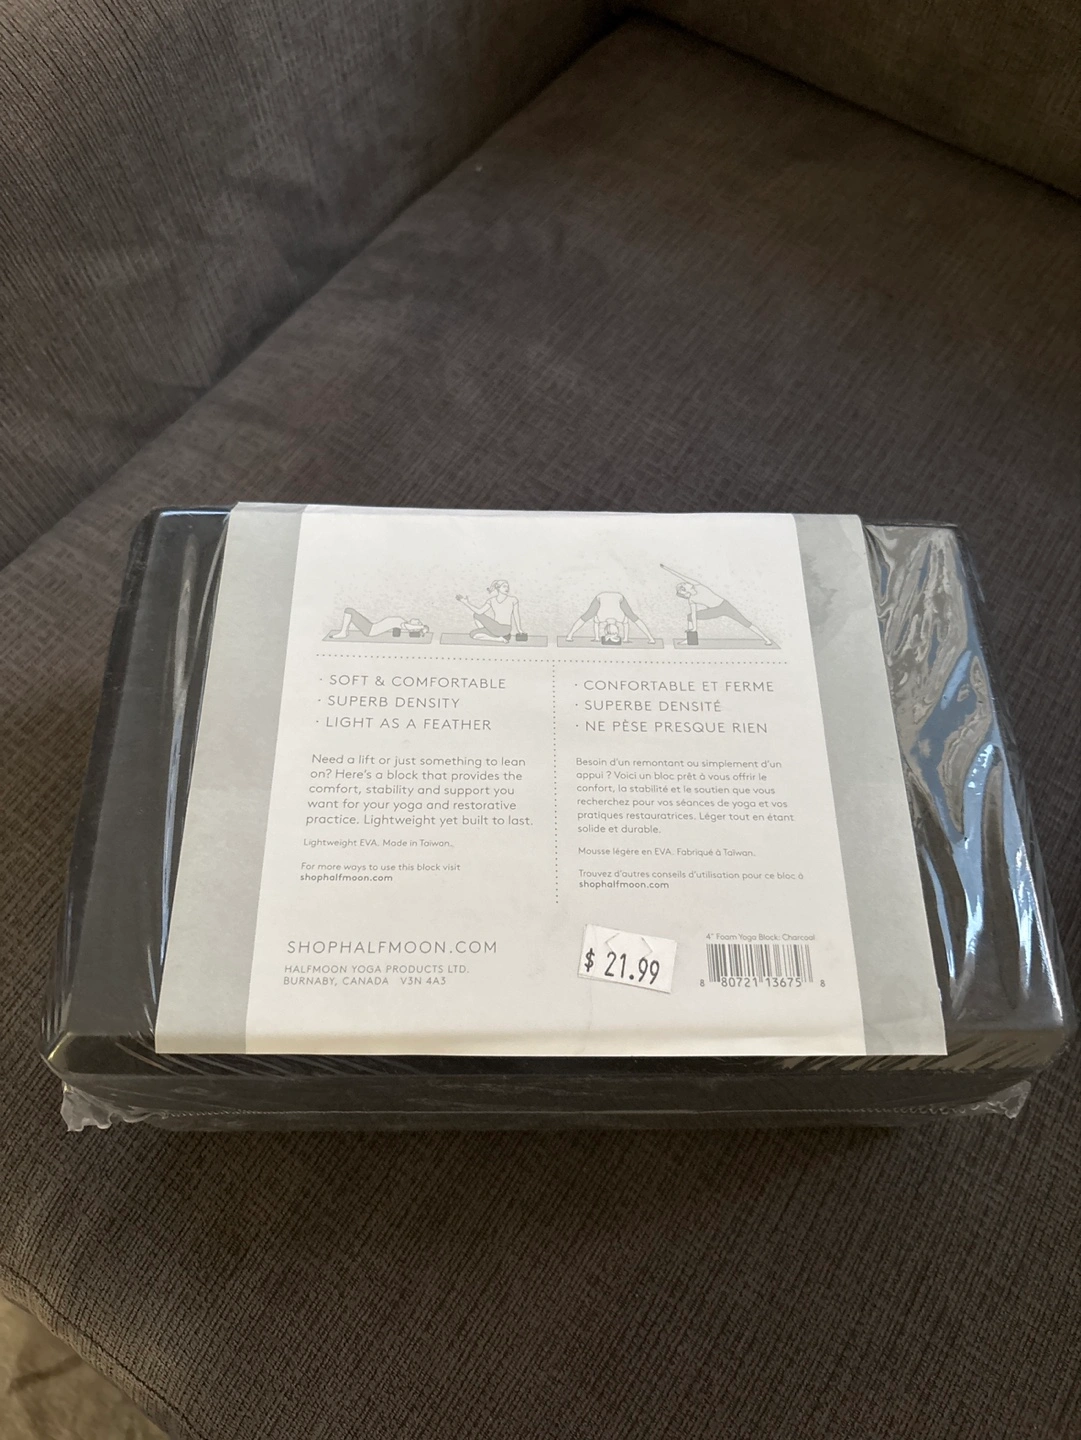 · SOFT & COMFORTABLE
· SUPERB DENSITY
· LIGHT AS A FEATHER
Need a lift or just something to lean
on? Here's a block that provides the
comfort, stability and support you
want for your yoga and restorative
practice. Lightweight yet built to last.
Lightweight EVA. Made in Taiwan.
For more ways to use this block visit
shophalfmoon.com
· CONFORTABLE ET FERME
· SUPERBE DENSITÉ
· NE PÈSE PRESQUE RIEN
Besoin d'un remontant ou simplement d'un
appui ? Voici un bloc prêt à vous offrir le
confort, la stabilité et le soutien que vous
recherchez pour vos séances de yoga et vos
pratiques restauratrices. Léger tout en étant
solide et durable.
Mousse légère en EVA. Fabriqué à Taïwan.
Trouvez d'autres conseils d'utilisation pour ce bloc à
shophalfmoon.com
SHOPHALFMOON.COM
HALFMOON YOGA PRODUCTS LTD.
BURNABY, CANADA V3N 4A3
$ 21.99
4" Foam Yoga Block: Charcoal
8 80721 13675 8